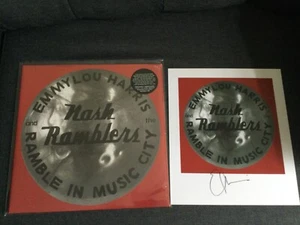 EMMYLOU HARRIS
and
the
Nash
Ramblers
RAMBLE IN MUSIC CITY
EMMYLOU HARRIS
and
the
Nash
Ramblers
RAMBLE IN MUSIC CITY